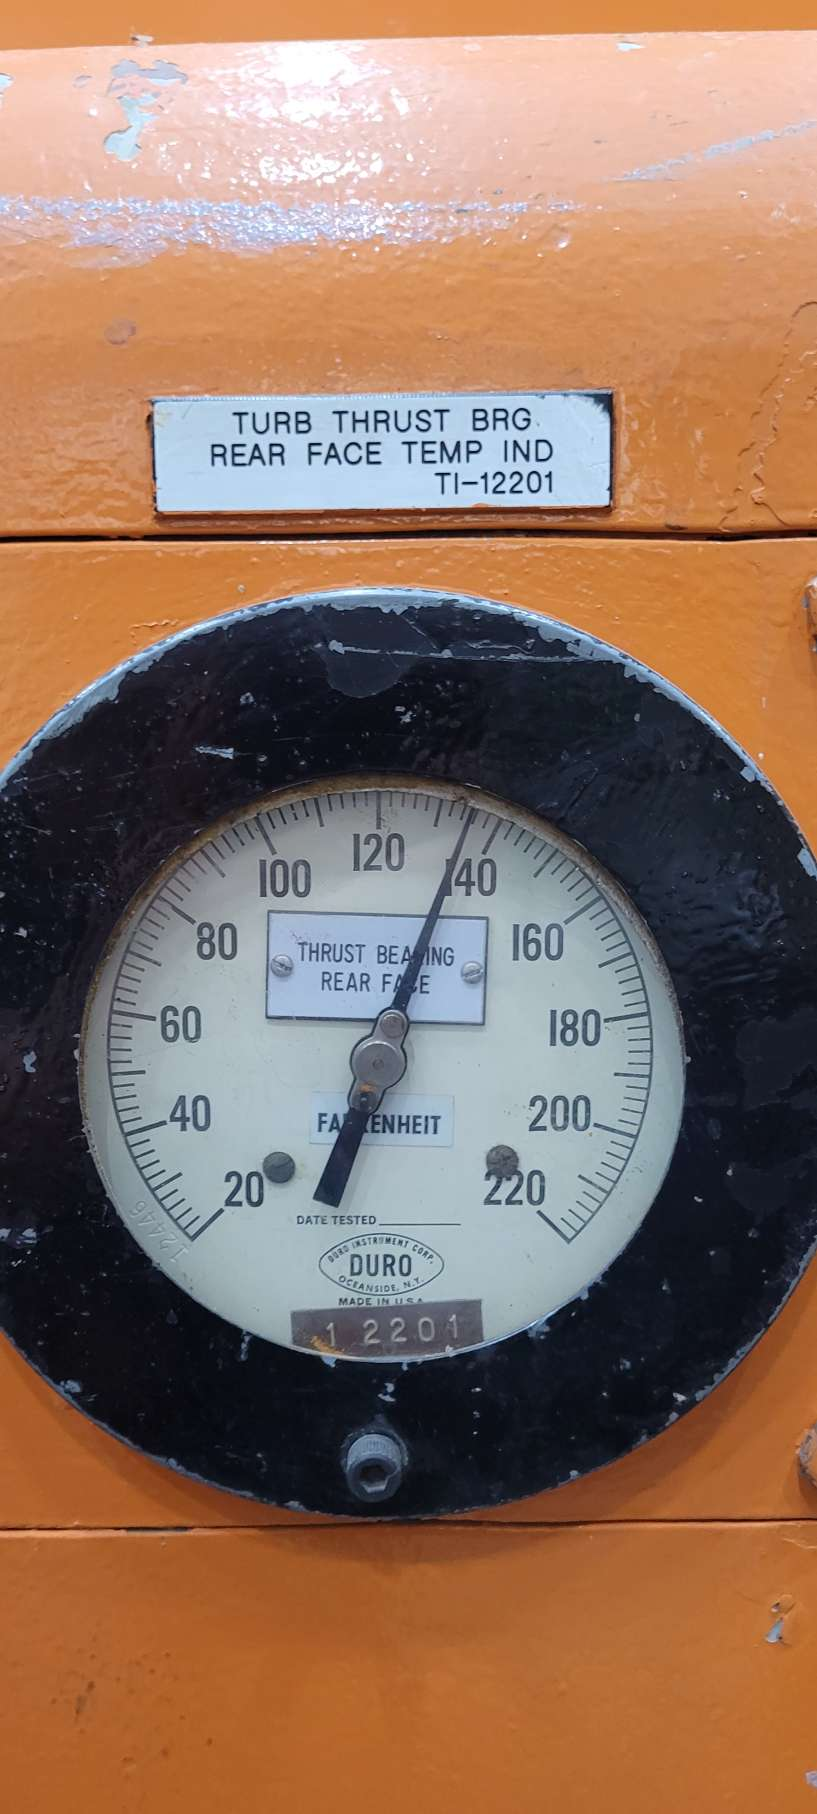 TURB THRUST BRG
REAR FACE TEMP IND
TI-12201
120
100
140
80
160
THRUST BEARING
REAR FACE
60
180
40
200
FAHRENHEIT
20
220
DATE TESTED
DURO INSTRUMENT CORP.
DURO
OCEANSIDE, N.Y.
MADE IN U.S.A.
12446
1 2201